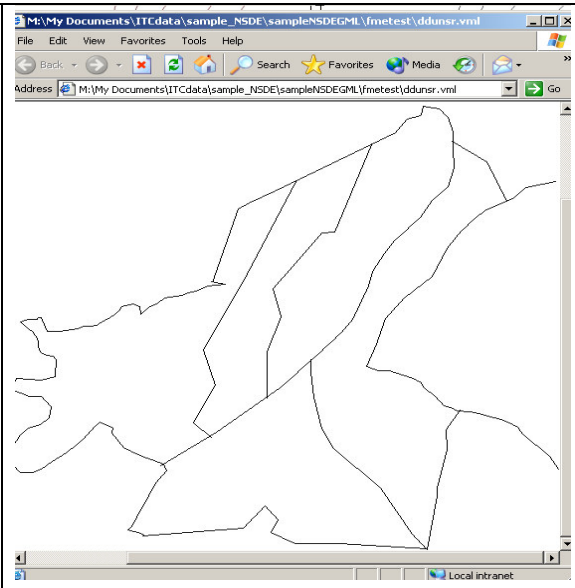 M:\My Documents\ITCdata\sample_NSDE\sampleNSDEGML\fmetest\ddunsr.vml
File Edit View Favorites Tools Help
Back Search Favorites Media »
Address M:\My Documents\ITCdata\sample_NSDE\sampleNSDEGML\fmetest\ddunsr.vml Go
Local intranet